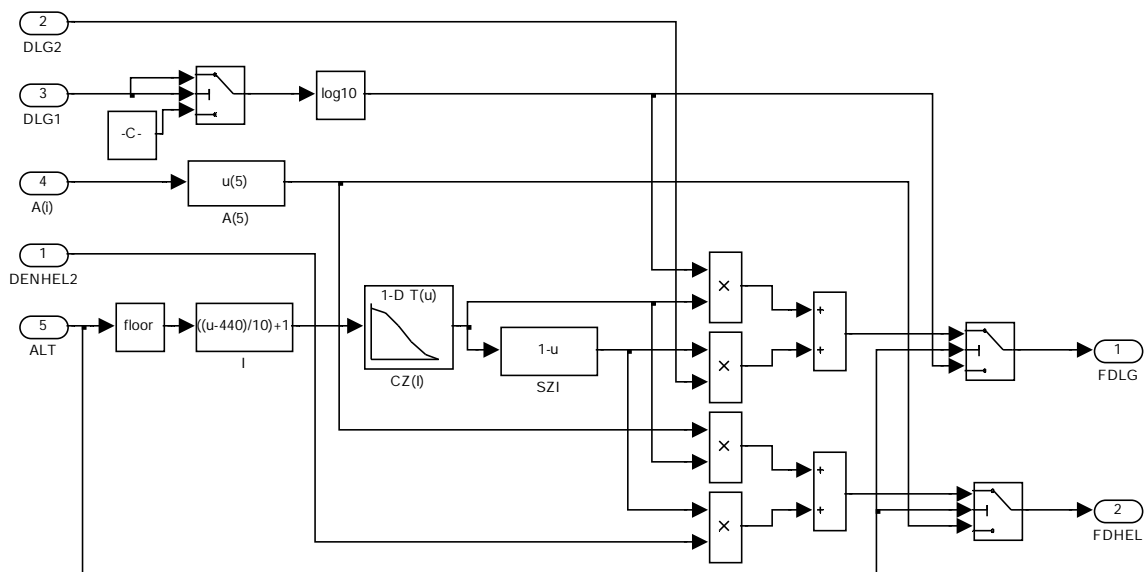 2
DLG2
3
DLG1
-C-
log10
4
A(i)
u(5)
A(5)
1
DENHEL2
5
ALT
floor
((u-440)/10)+1
I
1-D T(u)
CZ(I)
1-u
SZI
×
×
×
×
+
+
+
+
1
FDLG
2
FDHEL